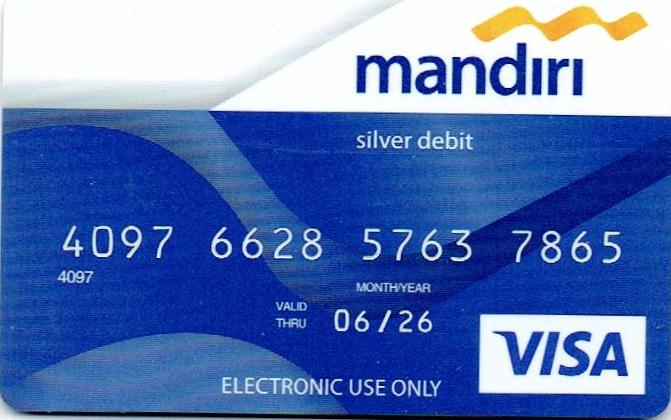 mandiri
silver debit
4097 6628 5763 7865
4097
MONTH/YEAR
VALID
THRU 06/26
VISA
ELECTRONIC USE ONLY